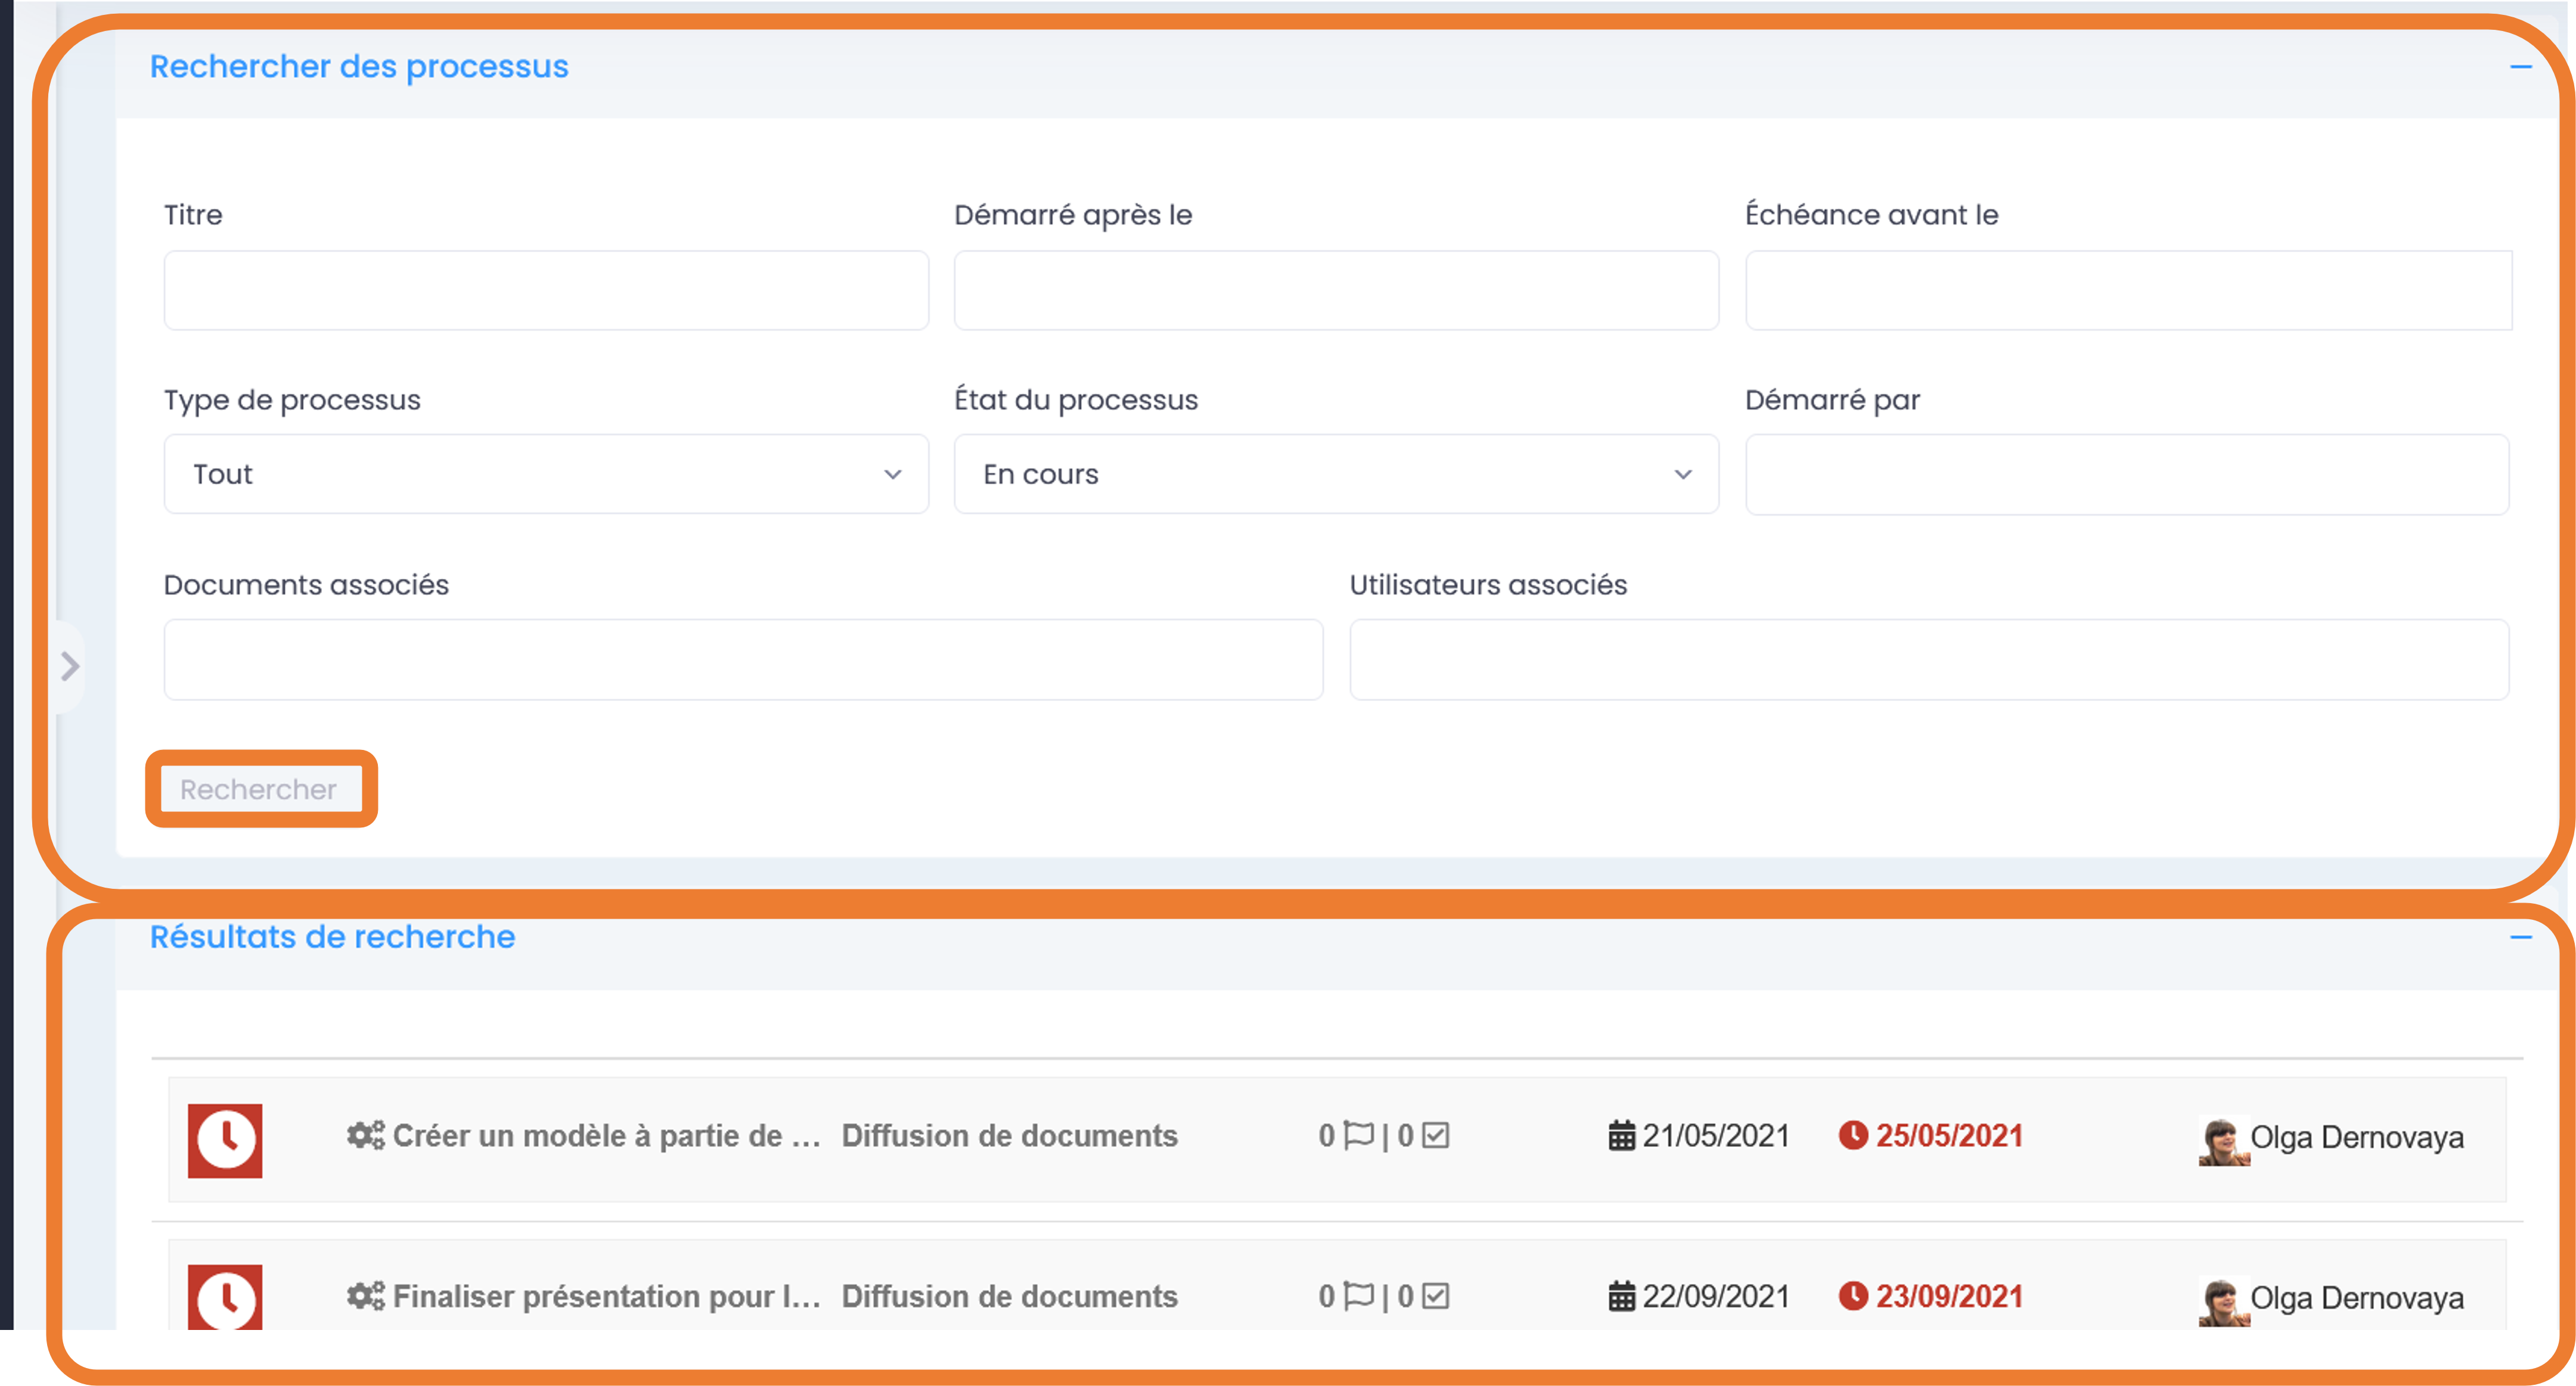 Rechercher des processus
Titre
Démarré après le
Échéance avant le
Type de processus
État du processus
Démarré par
Tout
En cours
Documents associés
Utilisateurs associés
Rechercher
Résultats de recherche
Créer un modèle à partie de ... Diffusion de documents 0 | 0 21/05/2021 25/05/2021 Olga Dernovaya
Finaliser présentation pour l... Diffusion de documents 0 | 0 22/09/2021 23/09/2021 Olga Dernovaya